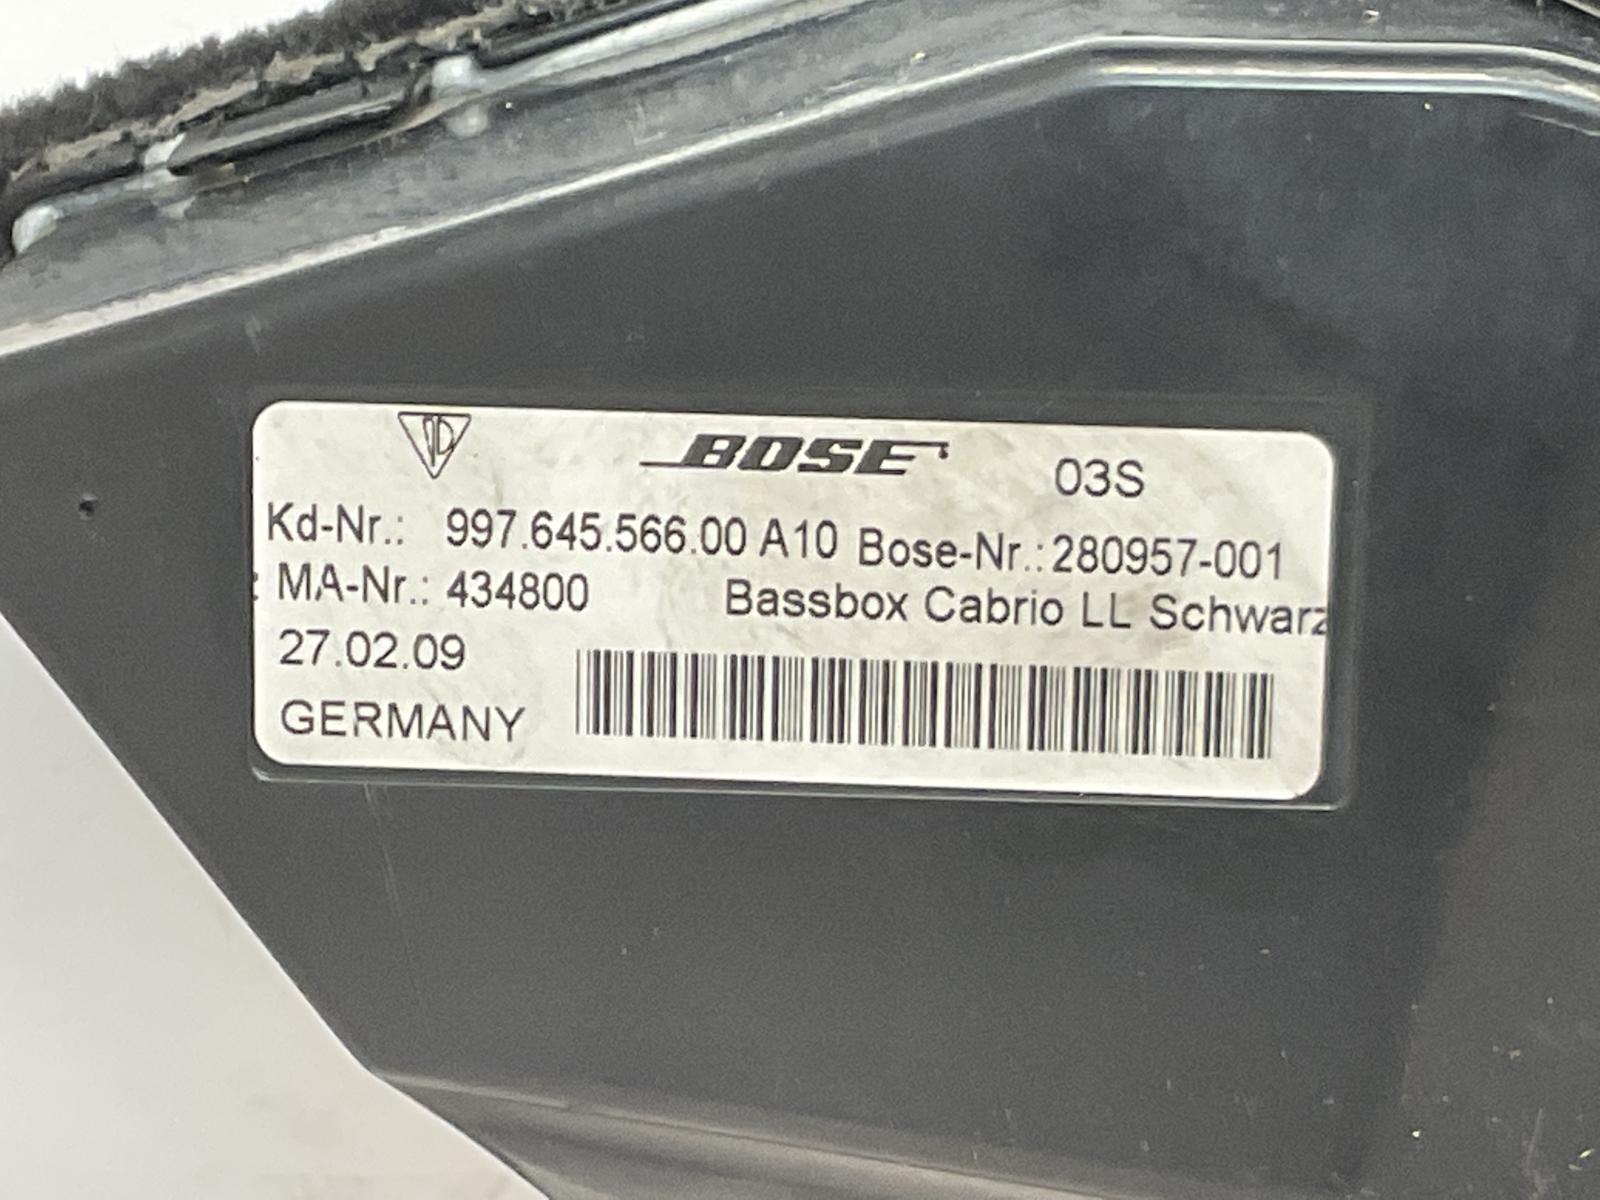 BOSE 03S
Kd-Nr.: 997.645.566.00 A10 Bose-Nr.:280957-001
: MA-Nr.: 434800 Bassbox Cabrio LL Schwarz
27.02.09
GERMANY